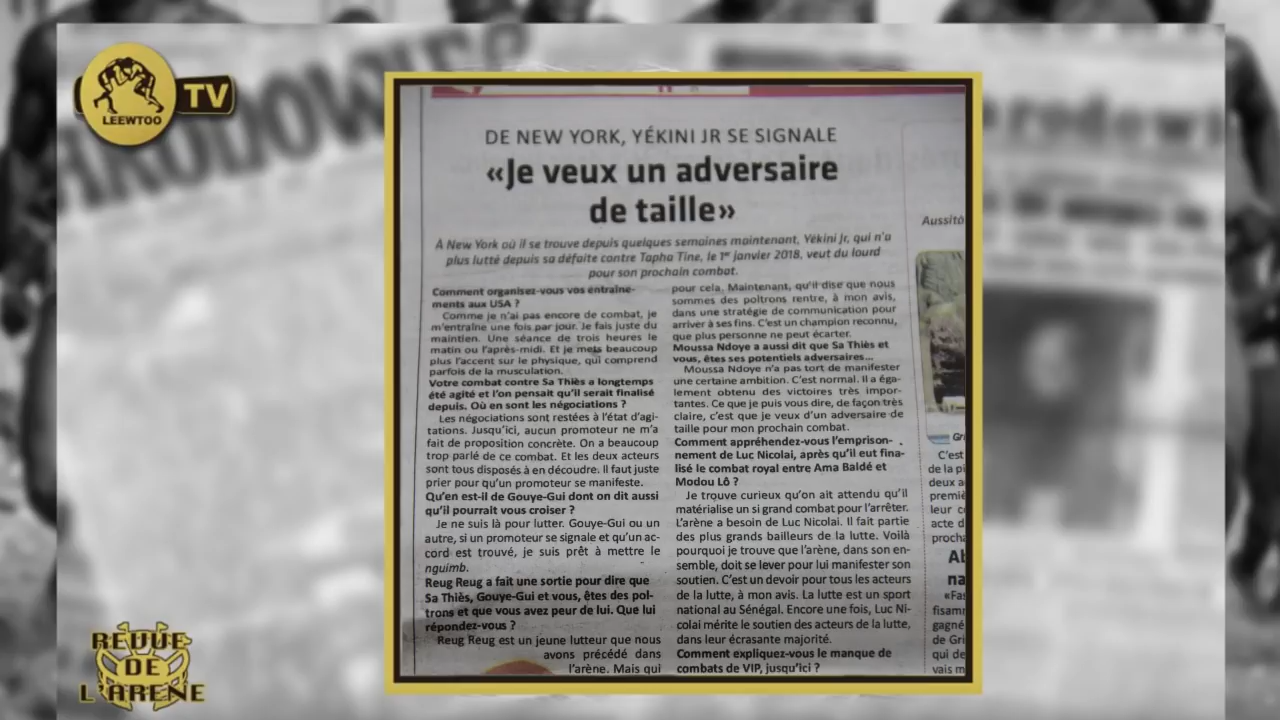 LEEWTOO
TV
DE NEW YORK, YÉKINI JR SE SIGNALE
«Je veux un adversaire
de taille»
À New York où il se trouve depuis quelques semaines maintenant, Yékini Jr, qui n'a
plus lutté depuis sa défaite contre Tapha Tine, le 1er janvier 2018, veut du lourd
pour son prochain combat.
Comment organisez-vous vos entraîne-
ments aux USA ?
Comme je n'ai pas encore de combat, je
m'entraîne une fois par jour. Je fais juste du
maintien. Une séance de trois heures le
matin ou l'après-midi. Et je mets beaucoup
plus l'accent sur le physique, qui comprend
parfois de la musculation.
Votre combat contre Sa Thiès a longtemps
été agité et l'on pensait qu'il serait finalisé
depuis. Où en sont les négociations ?
Les négociations sont restées à l'état d'agi-
tations. Jusqu'ici, aucun promoteur ne m'a
fait de proposition concrète. On a beaucoup
trop parlé de ce combat. Et les deux acteurs
sont tous disposés à en découdre. Il faut juste
prier pour qu'un promoteur se manifeste.
Qu'en est-il de Gouye-Gui dont on dit aussi
qu'il pourrait vous croiser ?
Je ne suis là pour lutter. Gouye-Gui ou un
autre, si un promoteur se signale et qu'un ac-
cord est trouvé, je suis prêt à mettre le
nguimb.
Reug Reug a fait une sortie pour dire que
Sa Thiès, Gouye-Gui et vous, êtes des pol-
trons et que vous avez peur de lui. Que lui
répondez-vous ?
Reug Reug est un jeune lutteur que nous
avons précédé dans
l'arène. Mais qui
pour cela. Maintenant, qu'il dise que nous
sommes des poltrons rentre, à mon avis,
dans une stratégie de communication pour
arriver à ses fins. C'est un champion reconnu,
que plus personne ne peut écarter.
Moussa Ndoye a aussi dit que Sa Thiès et
vous, êtes ses potentiels adversaires...
Moussa Ndoye n'a pas tort de manifester
une certaine ambition. C'est normal. Il a éga-
lement obtenu des victoires très impor-
tantes. Ce que je puis vous dire, de façon très
claire, c'est que je veux d'un adversaire de
taille pour mon prochain combat.
Comment appréhendez-vous l'emprison-
nement de Luc Nicolai, après qu'il eut fina-
lisé le combat royal entre Ama Baldé et
Modou Lô ?
Je trouve curieux qu'on ait attendu qu'il
matérialise un si grand combat pour l'arrêter.
L'arène a besoin de Luc Nicolai. Il fait partie
des plus grands bailleurs de la lutte. Voilà
pourquoi je trouve que l'arène, dans son en-
semble, doit se lever pour lui manifester son
soutien. C'est un devoir pour tous les acteurs
de la lutte, à mon avis. La lutte est un sport
national au Sénégal. Encore une fois, Luc Ni-
colai mérite le soutien des acteurs de la lutte,
dans leur écrasante majorité.
Comment expliquez-vous le manque de
combats de VIP, jusqu'ici ?
Aussitô
Gri
C'est
de la pi
deux a
premiè
leur c
acte d
procha
Ab
na
«Fas
fisamr
gagné
de Gri
qui de
vais m
REVUE
DE
L'ARENE